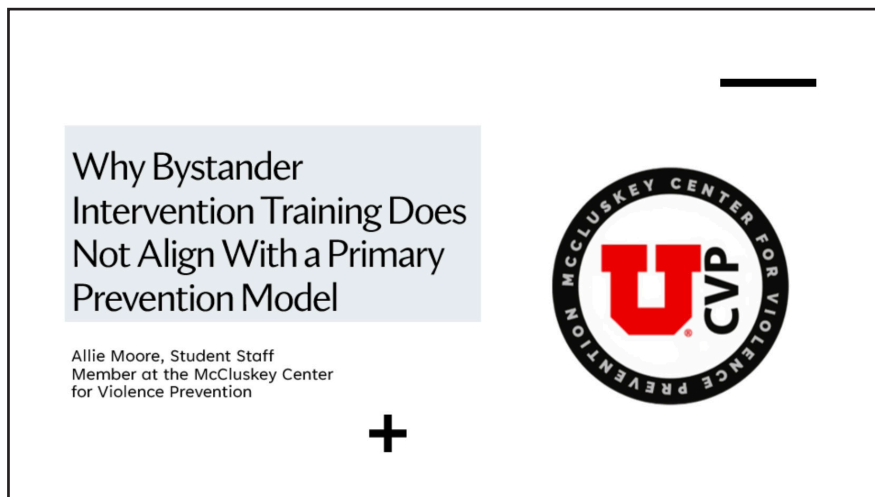 Why Bystander
Intervention Training Does
Not Align With a Primary
Prevention Model
Allie Moore, Student Staff
Member at the McCluskey Center
for Violence Prevention
MCCLUSKEY CENTER FOR VIOLENCE PREVENTION
U
®
CVP